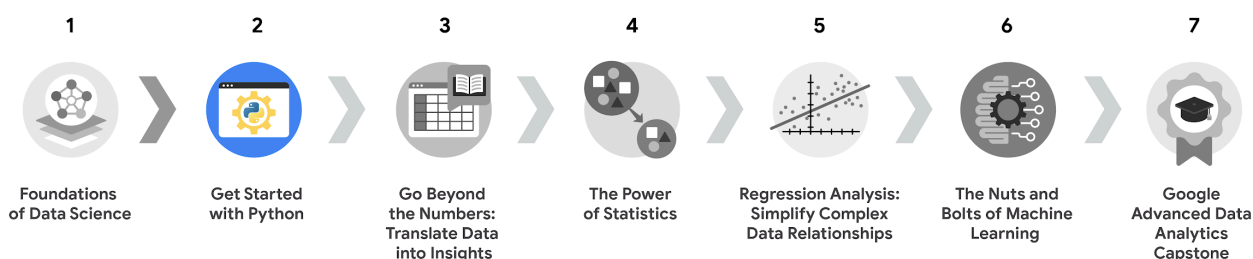 1
2
3
4
5
6
7
Foundations
of Data Science
Get Started
with Python
Go Beyond
the Numbers:
Translate Data
into Insights
The Power
of Statistics
Regression Analysis:
Simplify Complex
Data Relationships
The Nuts and
Bolts of Machine
Learning
Google
Advanced Data
Analytics
Capstone